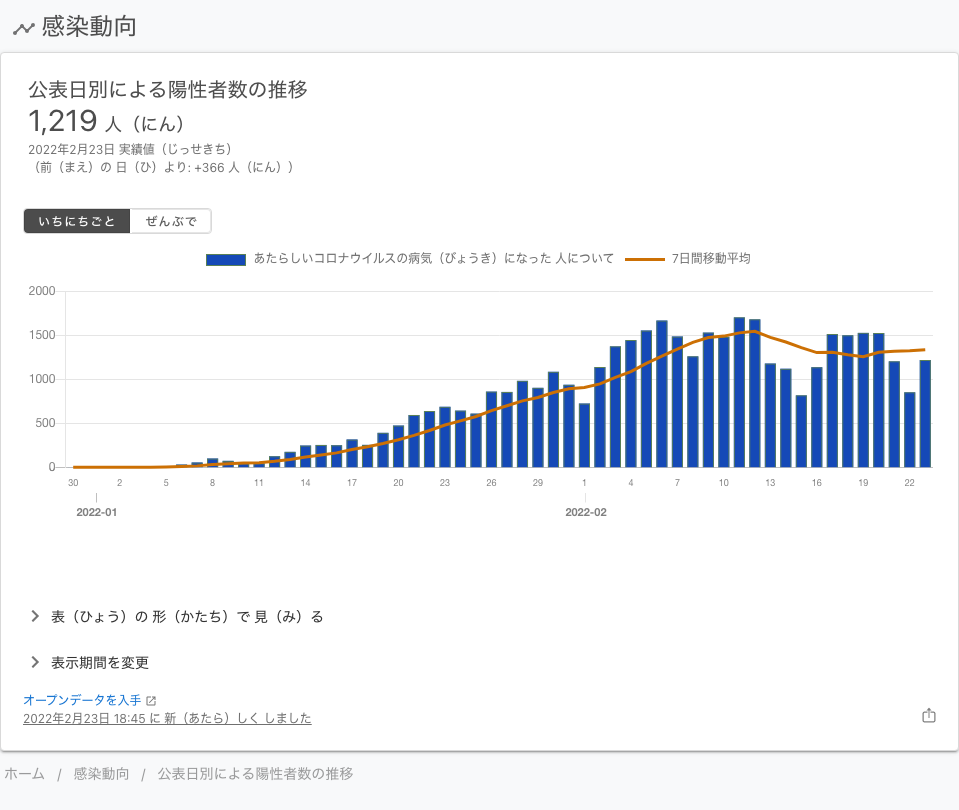 感染動向
公表日別による陽性者数の推移
1,219 人（にん）
2022年2月23日 実績値（じっせきち）
（前（まえ）の 日（ひ）より: +366 人（にん））
いちにちごと ぜんぶで
あたらしいコロナウイルスの病気（びょうき）になった 人について 7日間移動平均
2000
1500
1000
500
0
30 2 5 8 11 14 17 20 23 26 29 1 4 7 10 13 16 19 22
2022-01 2022-02
表（ひょう）の 形（かたち）で 見（み）る
表示期間を変更
オープンデータを入手
2022年2月23日 18:45 に 新（あたら）しく しました
ホーム / 感染動向 / 公表日別による陽性者数の推移